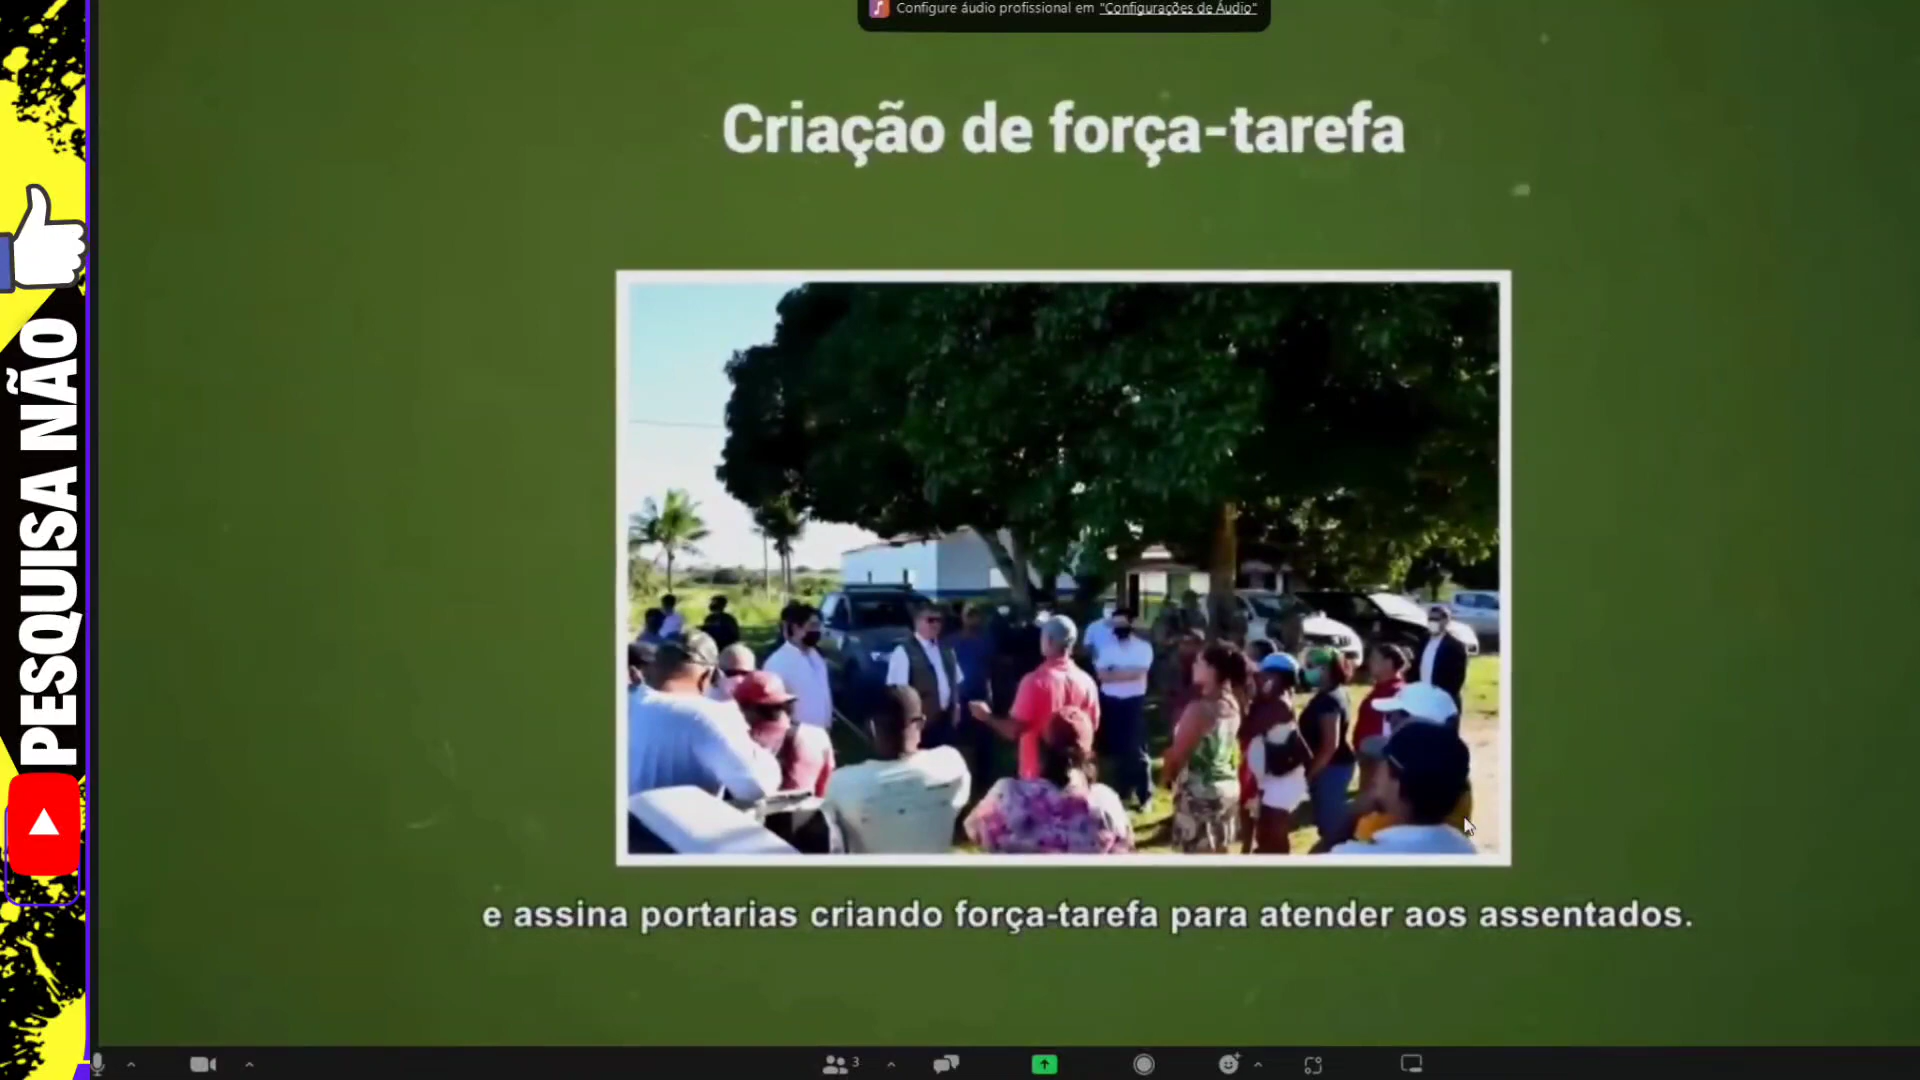 Configure áudio profissional em "Configurações de Áudio"
Criação de força-tarefa
PESQUISA NÃO
e assina portarias criando força-tarefa para atender aos assentados.
3